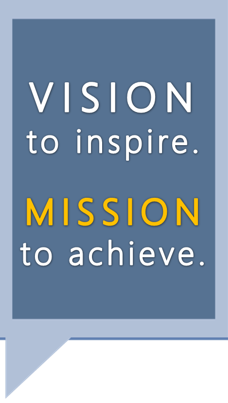 VISION
to inspire.
MISSION
to achieve.